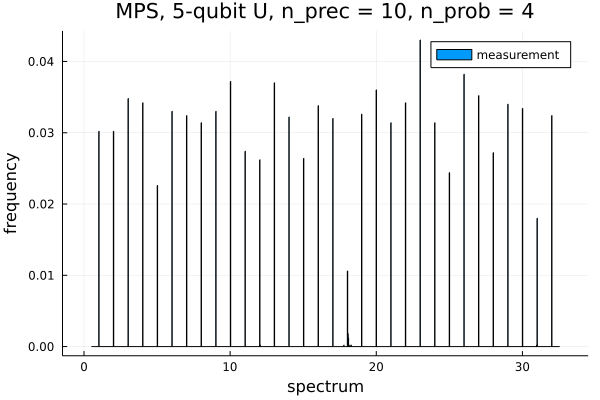 MPS, 5-qubit U, n_prec = 10, n_prob = 4
measurement
frequency
0.04
0.03
0.02
0.01
0.00
0 10 20 30
spectrum